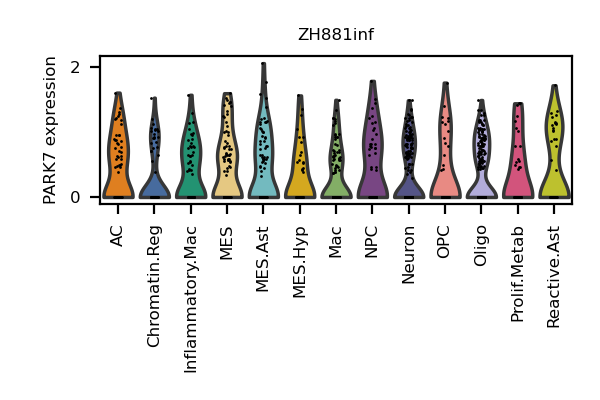 ZH881inf
PARK7 expression
2
0
AC
Chromatin.Reg
Inflammatory.Mac
MES
MES.Ast
MES.Hyp
Mac
NPC
Neuron
OPC
Oligo
Prolif.Metab
Reactive.Ast